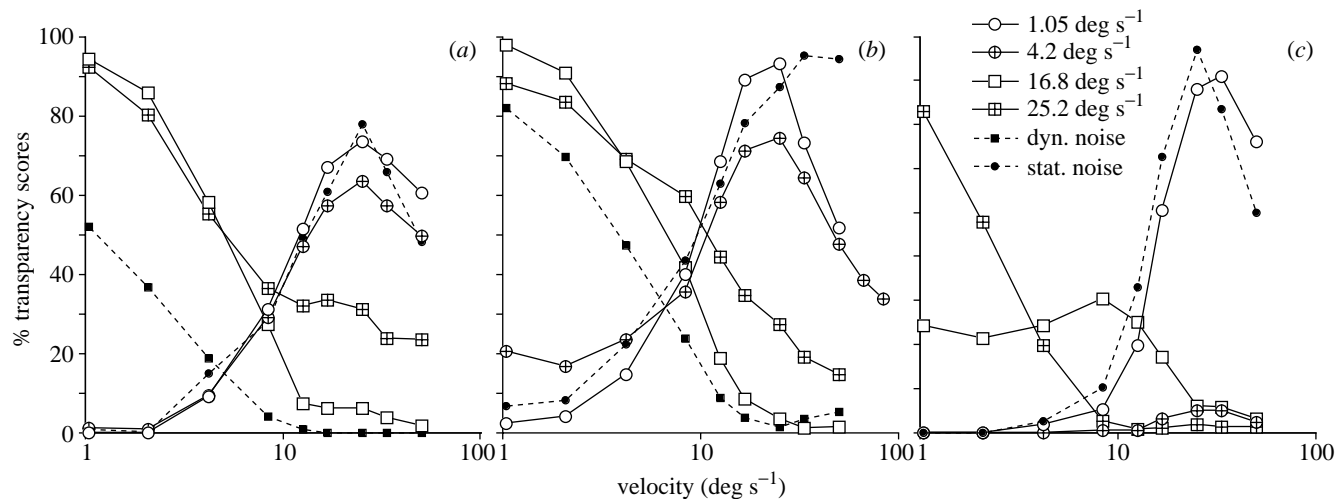 100
80
60
40
20
0
% transparency scores
(a)
(b)
(c)
1.05 deg s⁻¹
4.2 deg s⁻¹
16.8 deg s⁻¹
25.2 deg s⁻¹
dyn. noise
stat. noise
1 10 100
1 10 100
1 10 100
velocity (deg s⁻¹)